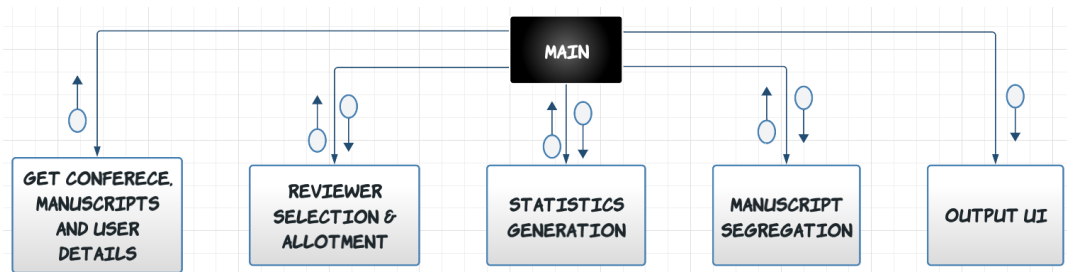 MAIN
GET CONFERECE,
MANUSCRIPTS
AND USER
DETAILS
REVIEWER
SELECTION &
ALLOTMENT
STATISTICS
GENERATION
MANUSCRIPT
SEGREGATION
OUTPUT UI